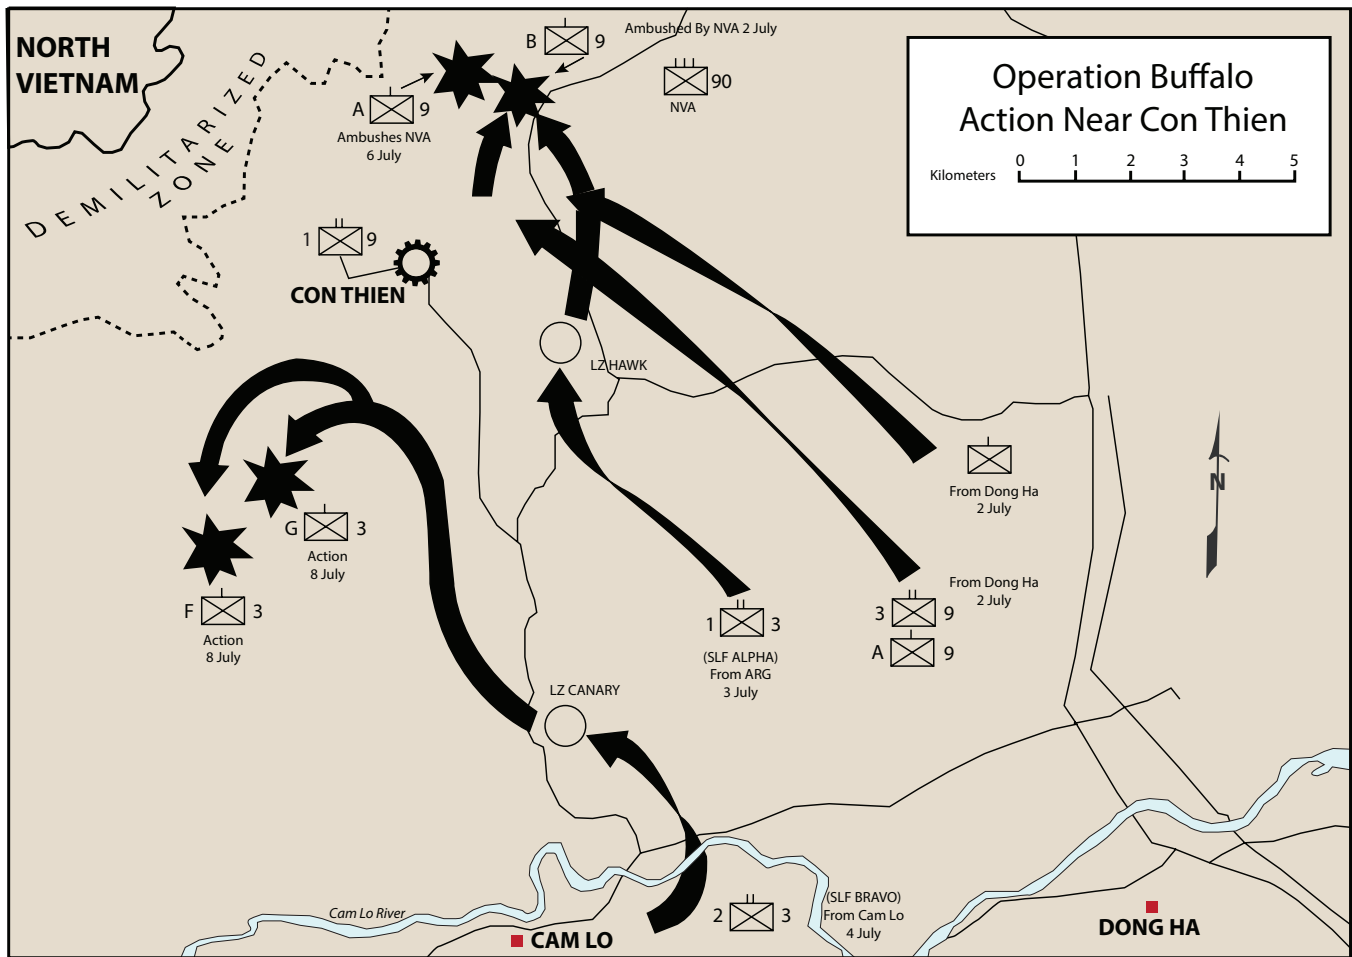 NORTH
VIETNAM
DEMILITARIZED
ZONE
B 9
Ambushed By NVA 2 July
90
NVA
A 9
Ambushes NVA
6 July
Operation Buffalo
Action Near Con Thien
0 1 2 3 4 5
Kilometers
1 9
CON THIEN
LZ HAWK
From Dong Ha
2 July
N
G 3
Action
8 July
F 3
Action
8 July
From Dong Ha
2 July
3 9
A 9
1 3
(SLF ALPHA)
From ARG
3 July
LZ CANARY
2 3
(SLF BRAVO)
From Cam Lo
4 July
Cam Lo River
CAM LO
DONG HA